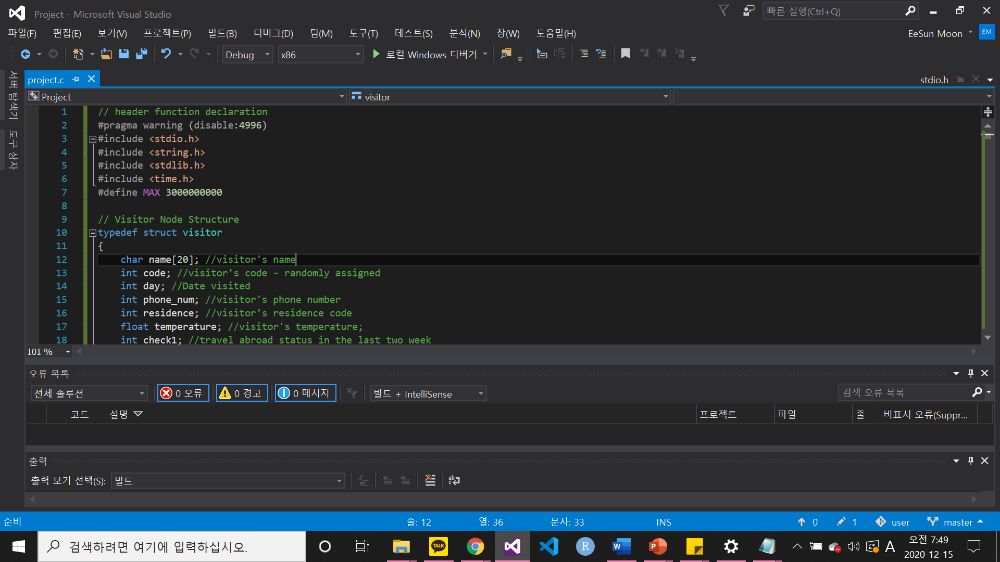 Project - Microsoft Visual Studio
빠른 실행(Ctrl+Q)
파일(F) 편집(E) 보기(V) 프로젝트(P) 빌드(B) 디버그(D) 팀(M) 도구(T) 테스트(S) 분석(N) 창(W) 도움말(H)
EeSun Moon EM
Debug x86 로컬 Windows 디버거
서버 탐색기
도구 상자
project.c
stdio.h
Project
visitor
1 // header function declaration
2 #pragma warning (disable:4996)
3 #include <stdio.h>
4 #include <string.h>
5 #include <stdlib.h>
6 #include <time.h>
7 #define MAX 3000000000
8
9 // Visitor Node Structure
10 typedef struct visitor
11 {
12 char name[20]; //visitor's name
13 int code; //visitor's code - randomly assigned
14 int day; //Date visited
15 int phone_num; //visitor's phone number
16 int residence; //visitor's residence code
17 float temperature; //visitor's temperature;
18 int check1; //travel abroad status in the last two week
101 %
오류 목록
전체 솔루션 0 오류 0 경고 0 메시지 빌드 + IntelliSense 검색 오류 목록
코드 설명 프로젝트 파일 줄 비표시 오류(Suppr...
출력
출력 보기 선택(S): 빌드
준비 줄: 12 열: 36 문자: 33 INS 0 1 user master
검색하려면 여기에 입력하십시오.
TALK
R
W
P
A
오전 7:49
2020-12-15